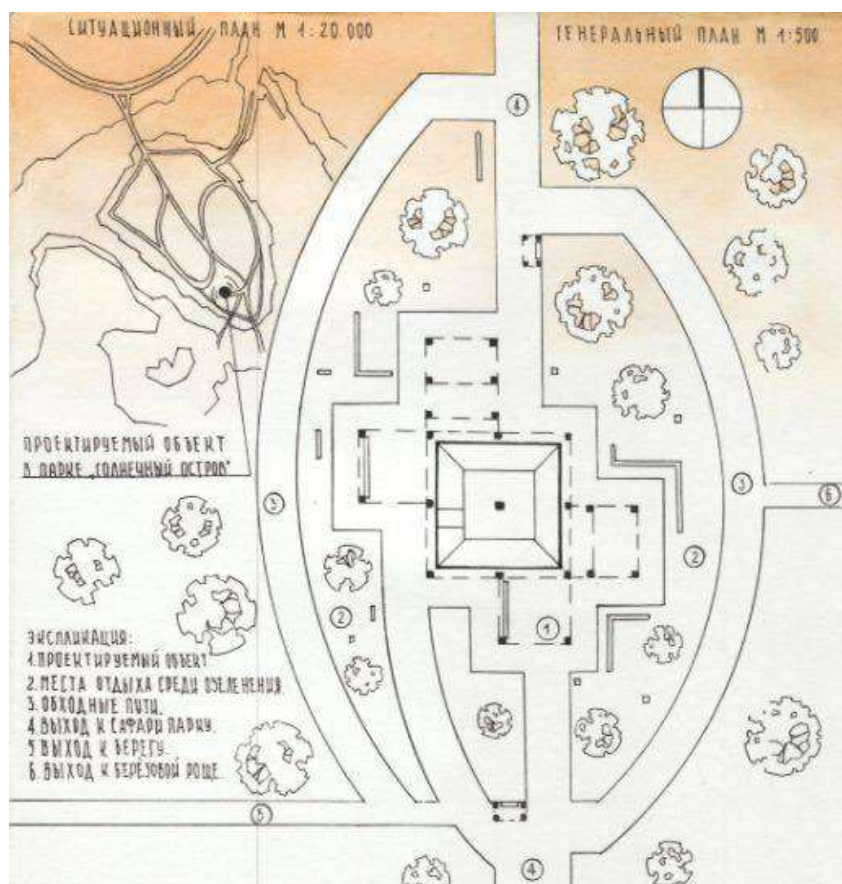 СИТУАЦИОННЫЙ ПЛАН М 1:20.000
ГЕНЕРАЛЬНЫЙ ПЛАН М 1:500
4
ПРОЕКТИРУЕМЫЙ ОБЪЕКТ
В ПАРКЕ „СОЛНЕЧНЫЙ ОСТРОВ"
3
3
6
2
2
1
ЭКСПЛИКАЦИЯ:
1. ПРОЕКТИРУЕМЫЙ ОБЪЕКТ
2. МЕСТА ОТДЫХА СРЕДИ ОЗЕЛЕНЕНИЯ.
3. ОБХОДНЫЕ ПУТИ.
4. ВЫХОД К САФАРИ ПАРКУ.
5. ВЫХОД К БЕРЕГУ.
6. ВЫХОД К БЕРЕЗОВОЙ РОЩЕ.
5
4